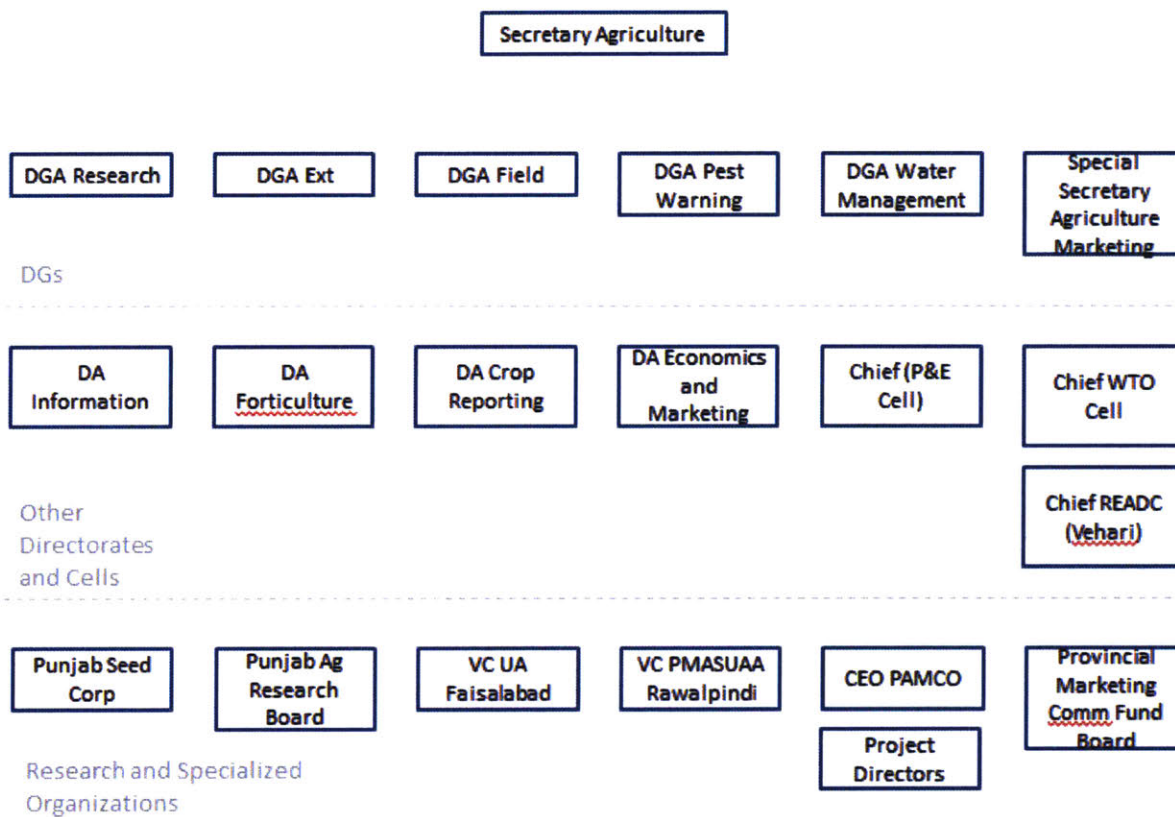 Secretary Agriculture
DGA Research
DGA Ext
DGA Field
DGA Pest
Warning
DGA Water
Management
Special
Secretary
Agriculture
Marketing
DGs
DA
Information
DA
Forticulture
DA Crop
Reporting
DA Economics
and
Marketing
Chief (P&E
Cell)
Chief WTO
Cell
Chief READC
(Vehari)
Other
Directorates
and Cells
Punjab Seed
Corp
Punjab Ag
Research
Board
VC UA
Faisalabad
VC PMASUAA
Rawalpindi
CEO PAMCO
Provincial
Marketing
Comm Fund
Board
Project
Directors
Research and Specialized
Organizations